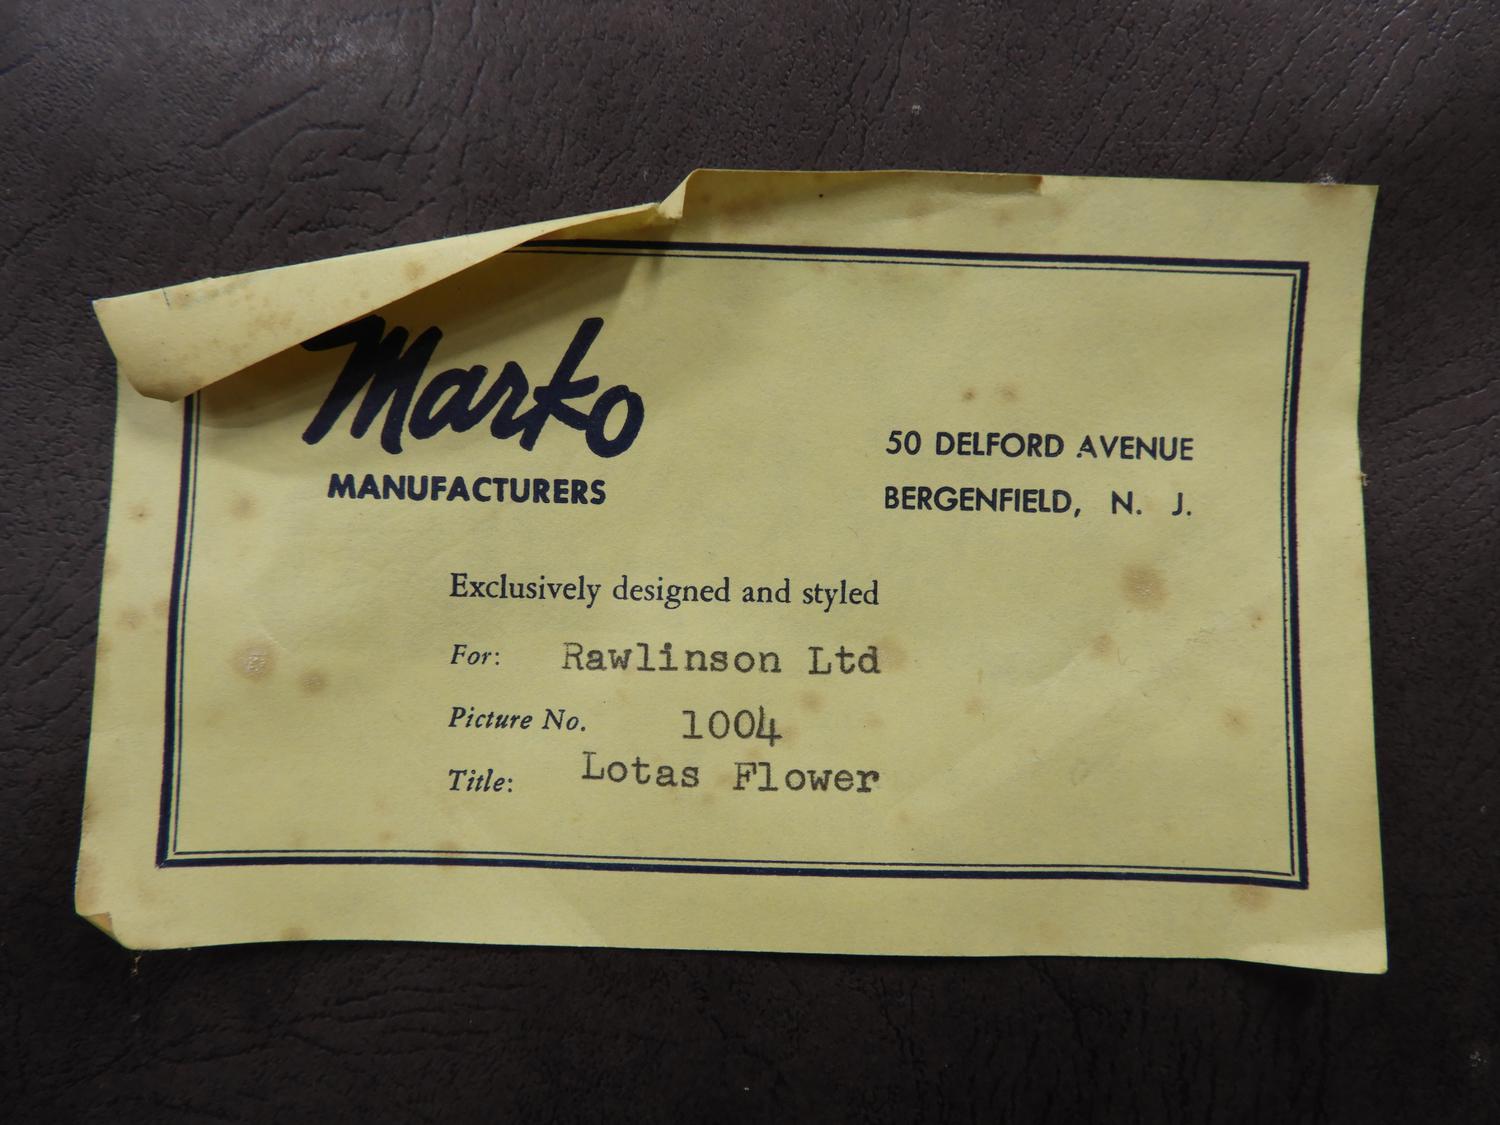 Marko
MANUFACTURERS
50 DELFORD AVENUE
BERGENFIELD, N. J.
Exclusively designed and styled
For: Rawlinson Ltd
Picture No. 1004
Title: Lotas Flower